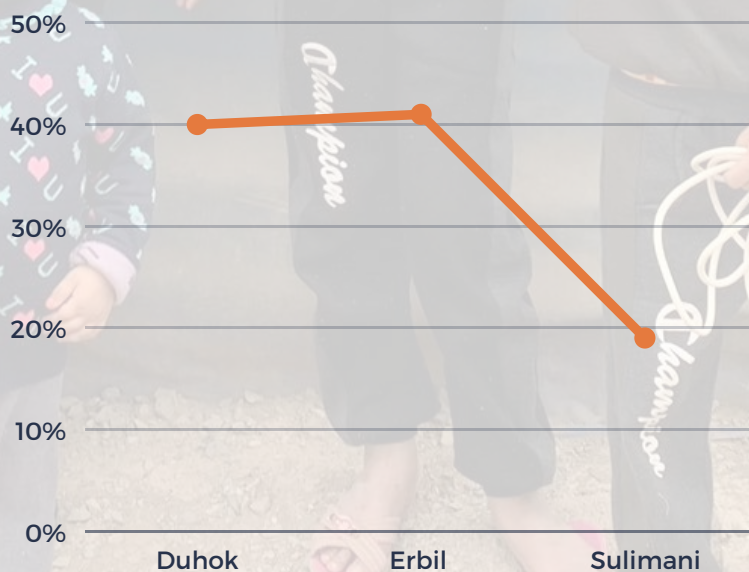 50%
40%
30%
20%
10%
0%
Duhok Erbil Sulimani
Champion
Champion
I U
I U
I U
I